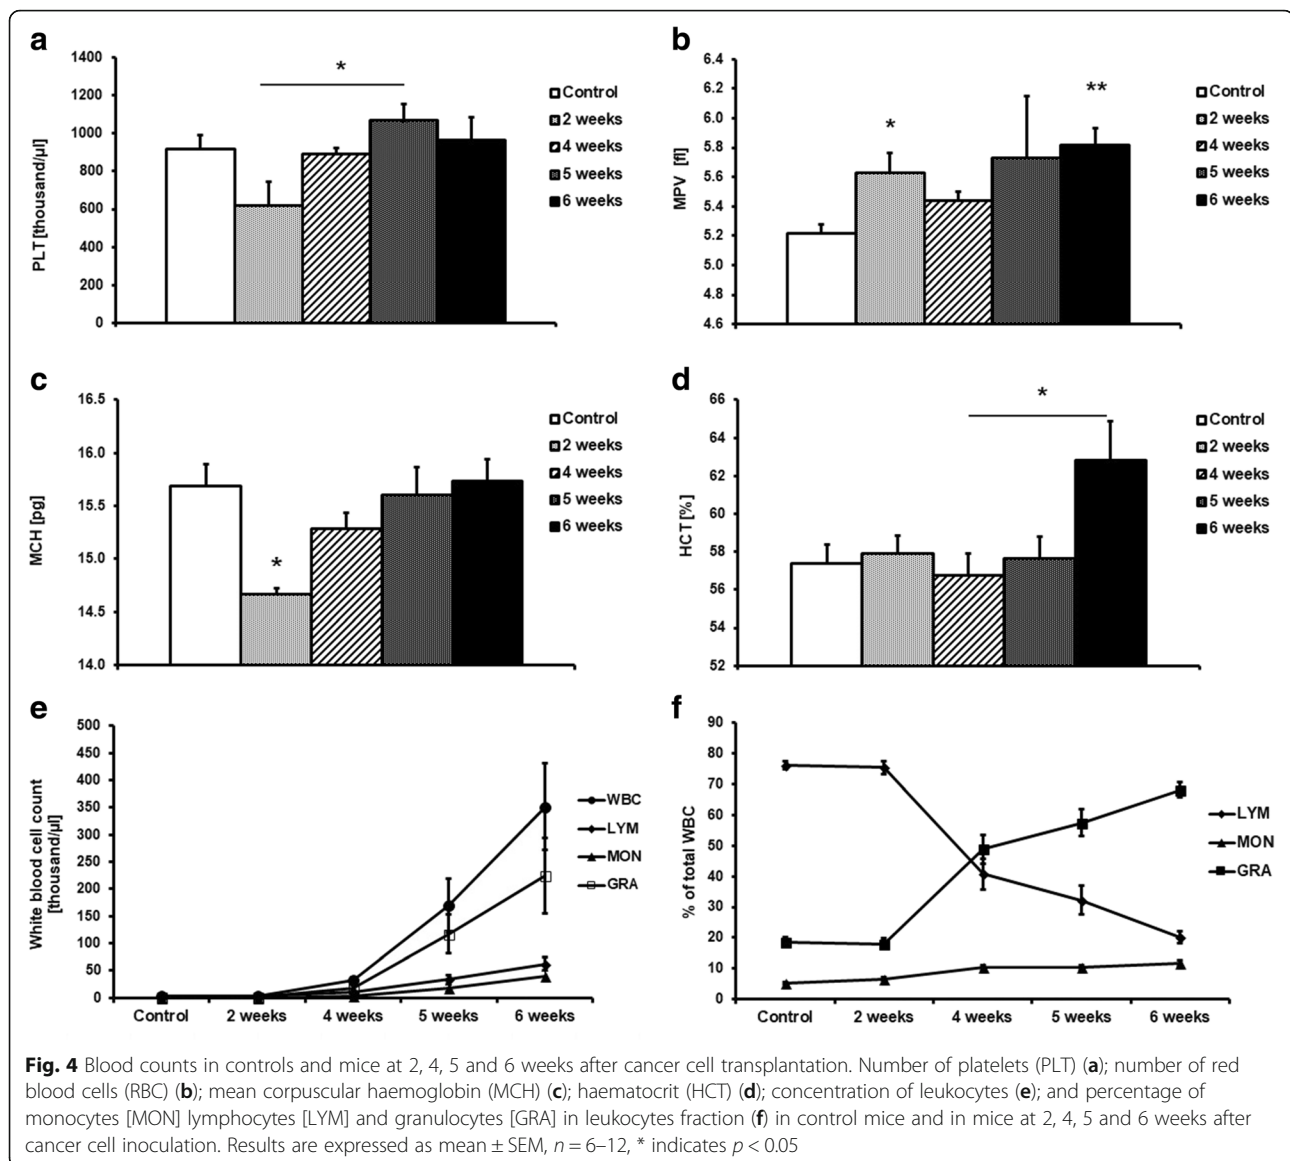 a
1400
1200
1000
800
600
400
200
0
PLT [thousand/µl]
*
Control
2 weeks
4 weeks
5 weeks
6 weeks
b
6.4
6.2
6.0
5.8
5.6
5.4
5.2
5.0
4.8
4.6
MPV [fl]
*
**
Control
2 weeks
4 weeks
5 weeks
6 weeks
c
16.5
16.0
15.5
15.0
14.5
14.0
MCH [pg]
*
Control
2 weeks
4 weeks
5 weeks
6 weeks
d
66
64
62
60
58
56
54
52
HCT [%]
*
Control
2 weeks
4 weeks
5 weeks
6 weeks
e
500
450
400
350
300
250
200
150
100
50
0
White blood cell count
[thousand/µl]
Control 2 weeks 4 weeks 5 weeks 6 weeks
WBC
LYM
MON
GRA
f
90
80
70
60
50
40
30
20
10
0
% of total WBC
Control 2 weeks 4 weeks 5 weeks 6 weeks
LYM
MON
GRA
Fig. 4 Blood counts in controls and mice at 2, 4, 5 and 6 weeks after cancer cell transplantation. Number of platelets (PLT) (a); number of red
blood cells (RBC) (b); mean corpuscular haemoglobin (MCH) (c); haematocrit (HCT) (d); concentration of leukocytes (e); and percentage of
monocytes [MON] lymphocytes [LYM] and granulocytes [GRA] in leukocytes fraction (f) in control mice and in mice at 2, 4, 5 and 6 weeks after
cancer cell inoculation. Results are expressed as mean ± SEM, n = 6–12, * indicates p < 0.05